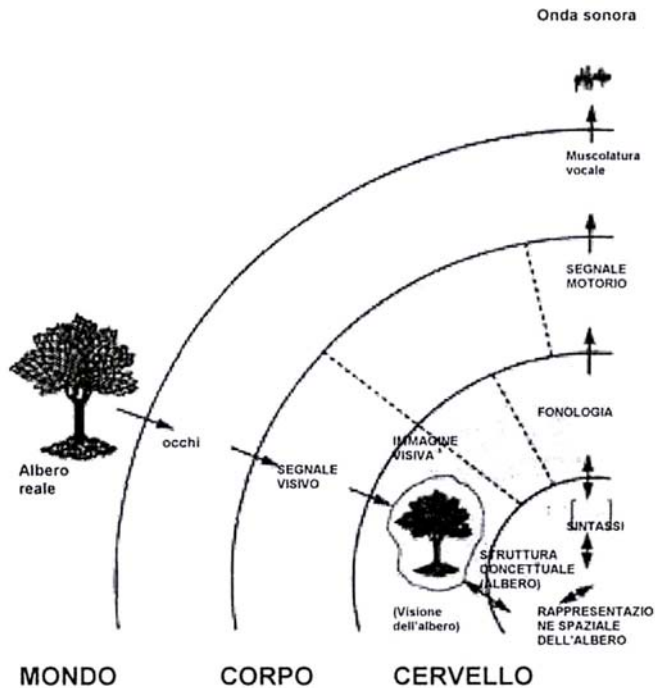 Onda sonora
Muscolatura
vocale
SEGNALE
MOTORIO
FONOLOGIA
occhi
Albero
reale
SEGNALE
VISIVO
IMMAGINE
VISIVA
SINTASSI
STRUTTURA
CONCETTUALE
(ALBERO)
(Visione
dell'albero)
RAPPRESENTAZIO
NE SPAZIALE
DELL'ALBERO
MONDO
CORPO
CERVELLO